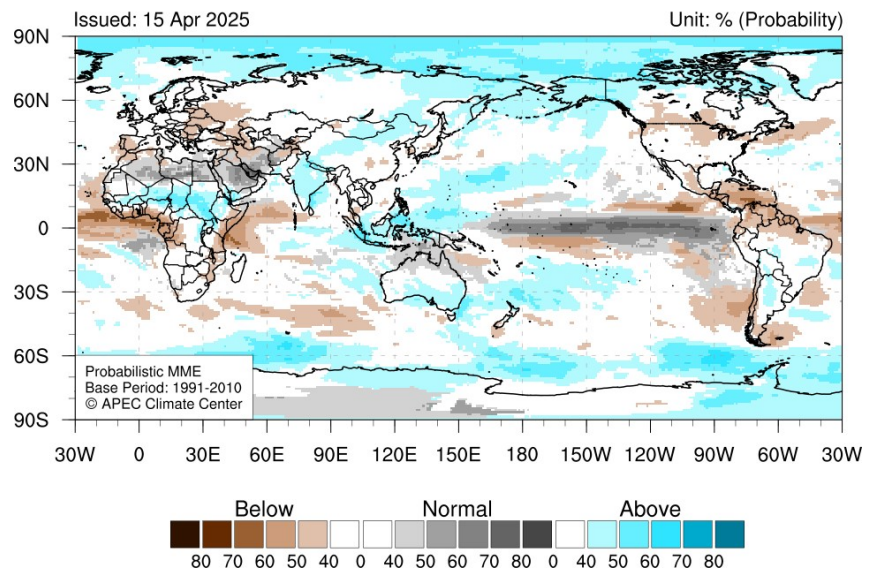 Issued: 15 Apr 2025 Unit: % (Probability)
90N
60N
30N
0
30S
60S
90S
Probabilistic MME
Base Period: 1991-2010
© APEC Climate Center
30W 0 30E 60E 90E 120E 150E 180 150W 120W 90W 60W 30W
Below Normal Above
80 70 60 50 40 0 40 50 60 70 80 0 40 50 60 70 80